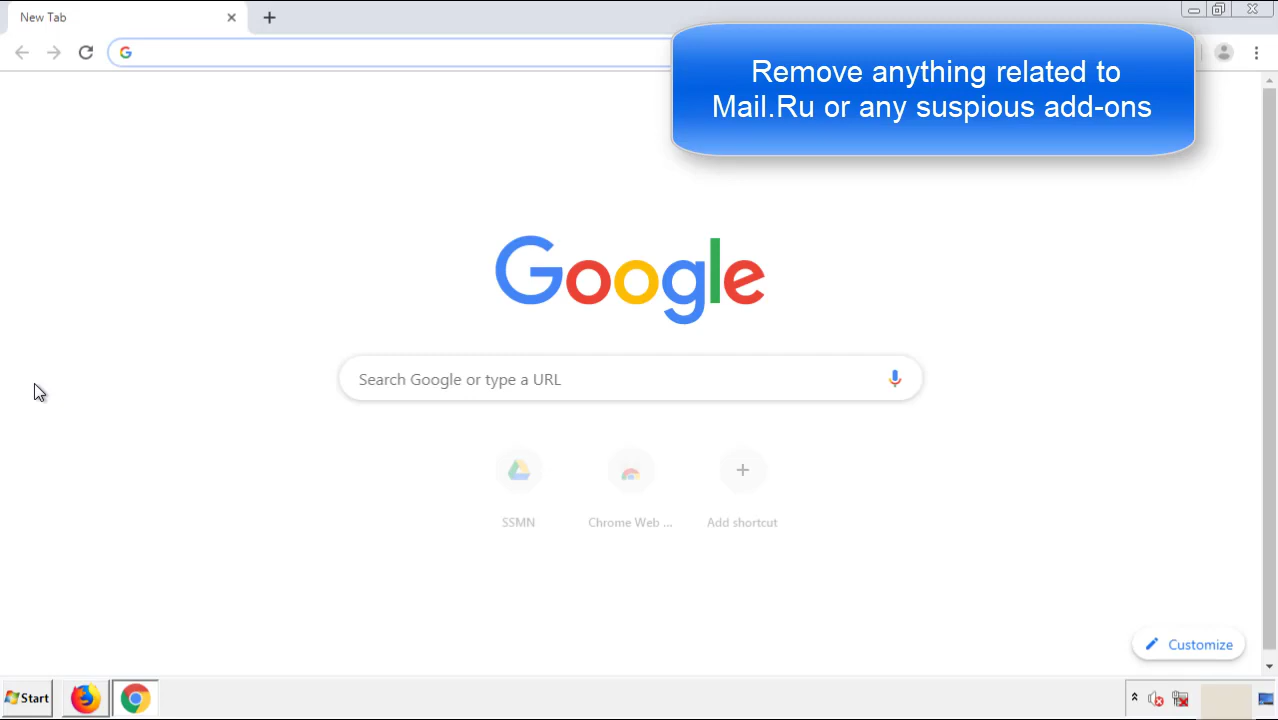 New Tab
Remove anything related to
Mail.Ru or any suspious add-ons
Google
Search Google or type a URL
SSMN
Chrome Web ...
Add shortcut
Customize
Start